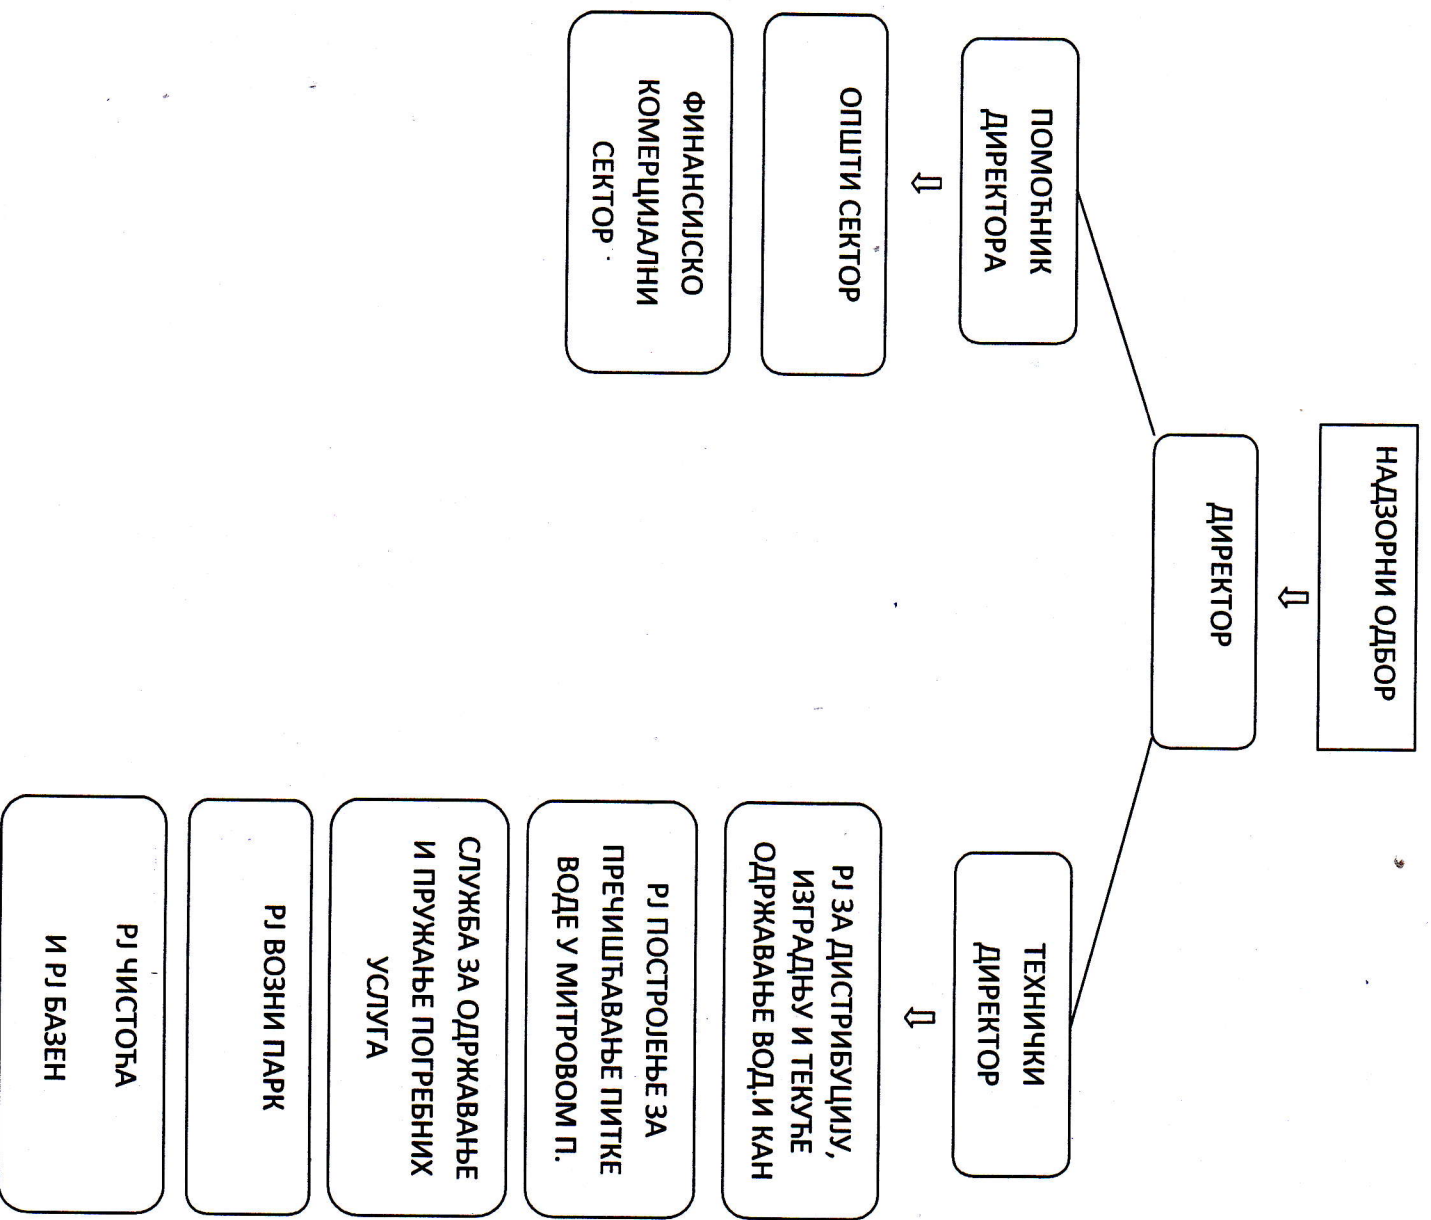 НАДЗОРНИ ОДБОР
ДИРЕКТОР
ПОМОЋНИК
ДИРЕКТОРА
ОПШТИ СЕКТОР
ФИНАНСИЈСКО
КОМЕРЦИЈАЛНИ
СЕКТОР
ТЕХНИЧКИ
ДИРЕКТОР
РЈ ЗА ДИСТРИБУЦИЈУ,
ИЗГРАДЊУ И ТЕКУЋЕ
ОДРЖАВАЊЕ ВОД.И КАН
РЈ ПОСТРОЈЕЊЕ ЗА
ПРЕЧИШЋАВАЊЕ ПИТКЕ
ВОДЕ У МИТРОВОМ П.
СЛУЖБА ЗА ОДРЖАВАЊЕ
И ПРУЖАЊЕ ПОГРЕБНИХ
УСЛУГА
РЈ ВОЗНИ ПАРК
РЈ ЧИСТОЋА
И РЈ БАЗЕН